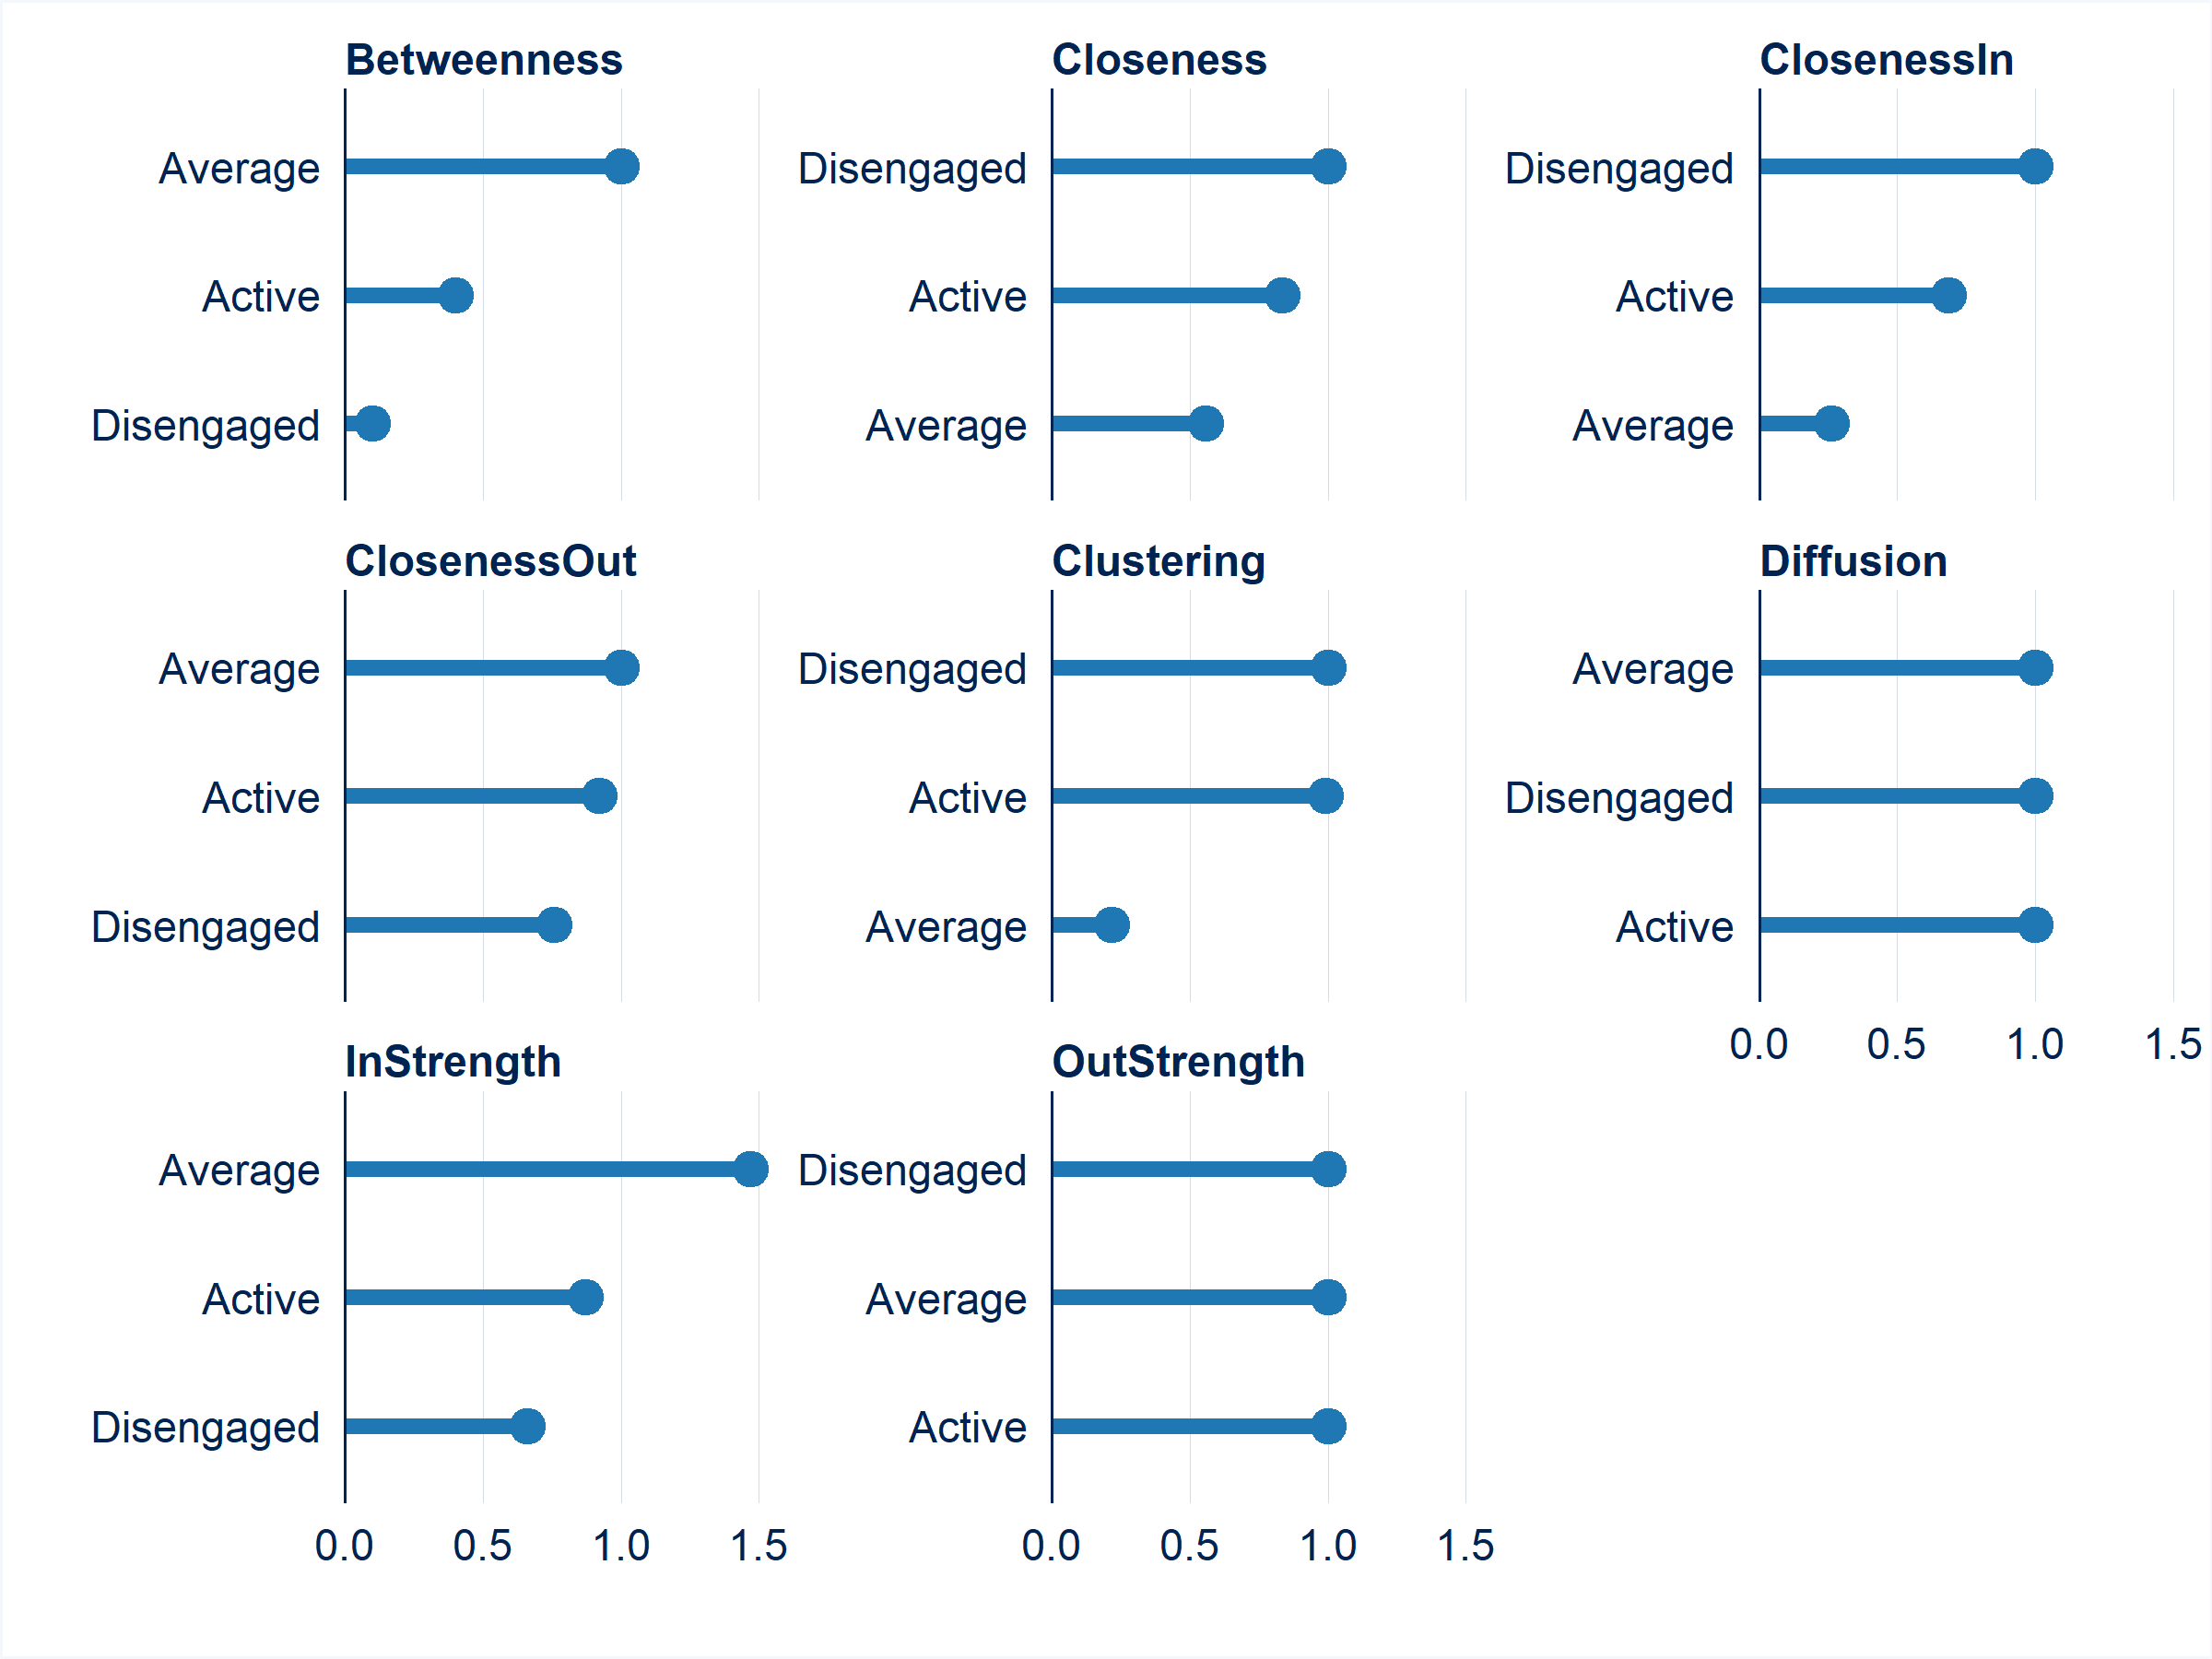 Betweenness
Average
Active
Disengaged
Closeness
Disengaged
Active
Average
ClosenessIn
Disengaged
Active
Average
ClosenessOut
Average
Active
Disengaged
Clustering
Disengaged
Active
Average
Diffusion
Average
Disengaged
Active
0.0 0.5 1.0 1.5
InStrength
Average
Active
Disengaged
0.0 0.5 1.0 1.5
OutStrength
Disengaged
Average
Active
0.0 0.5 1.0 1.5